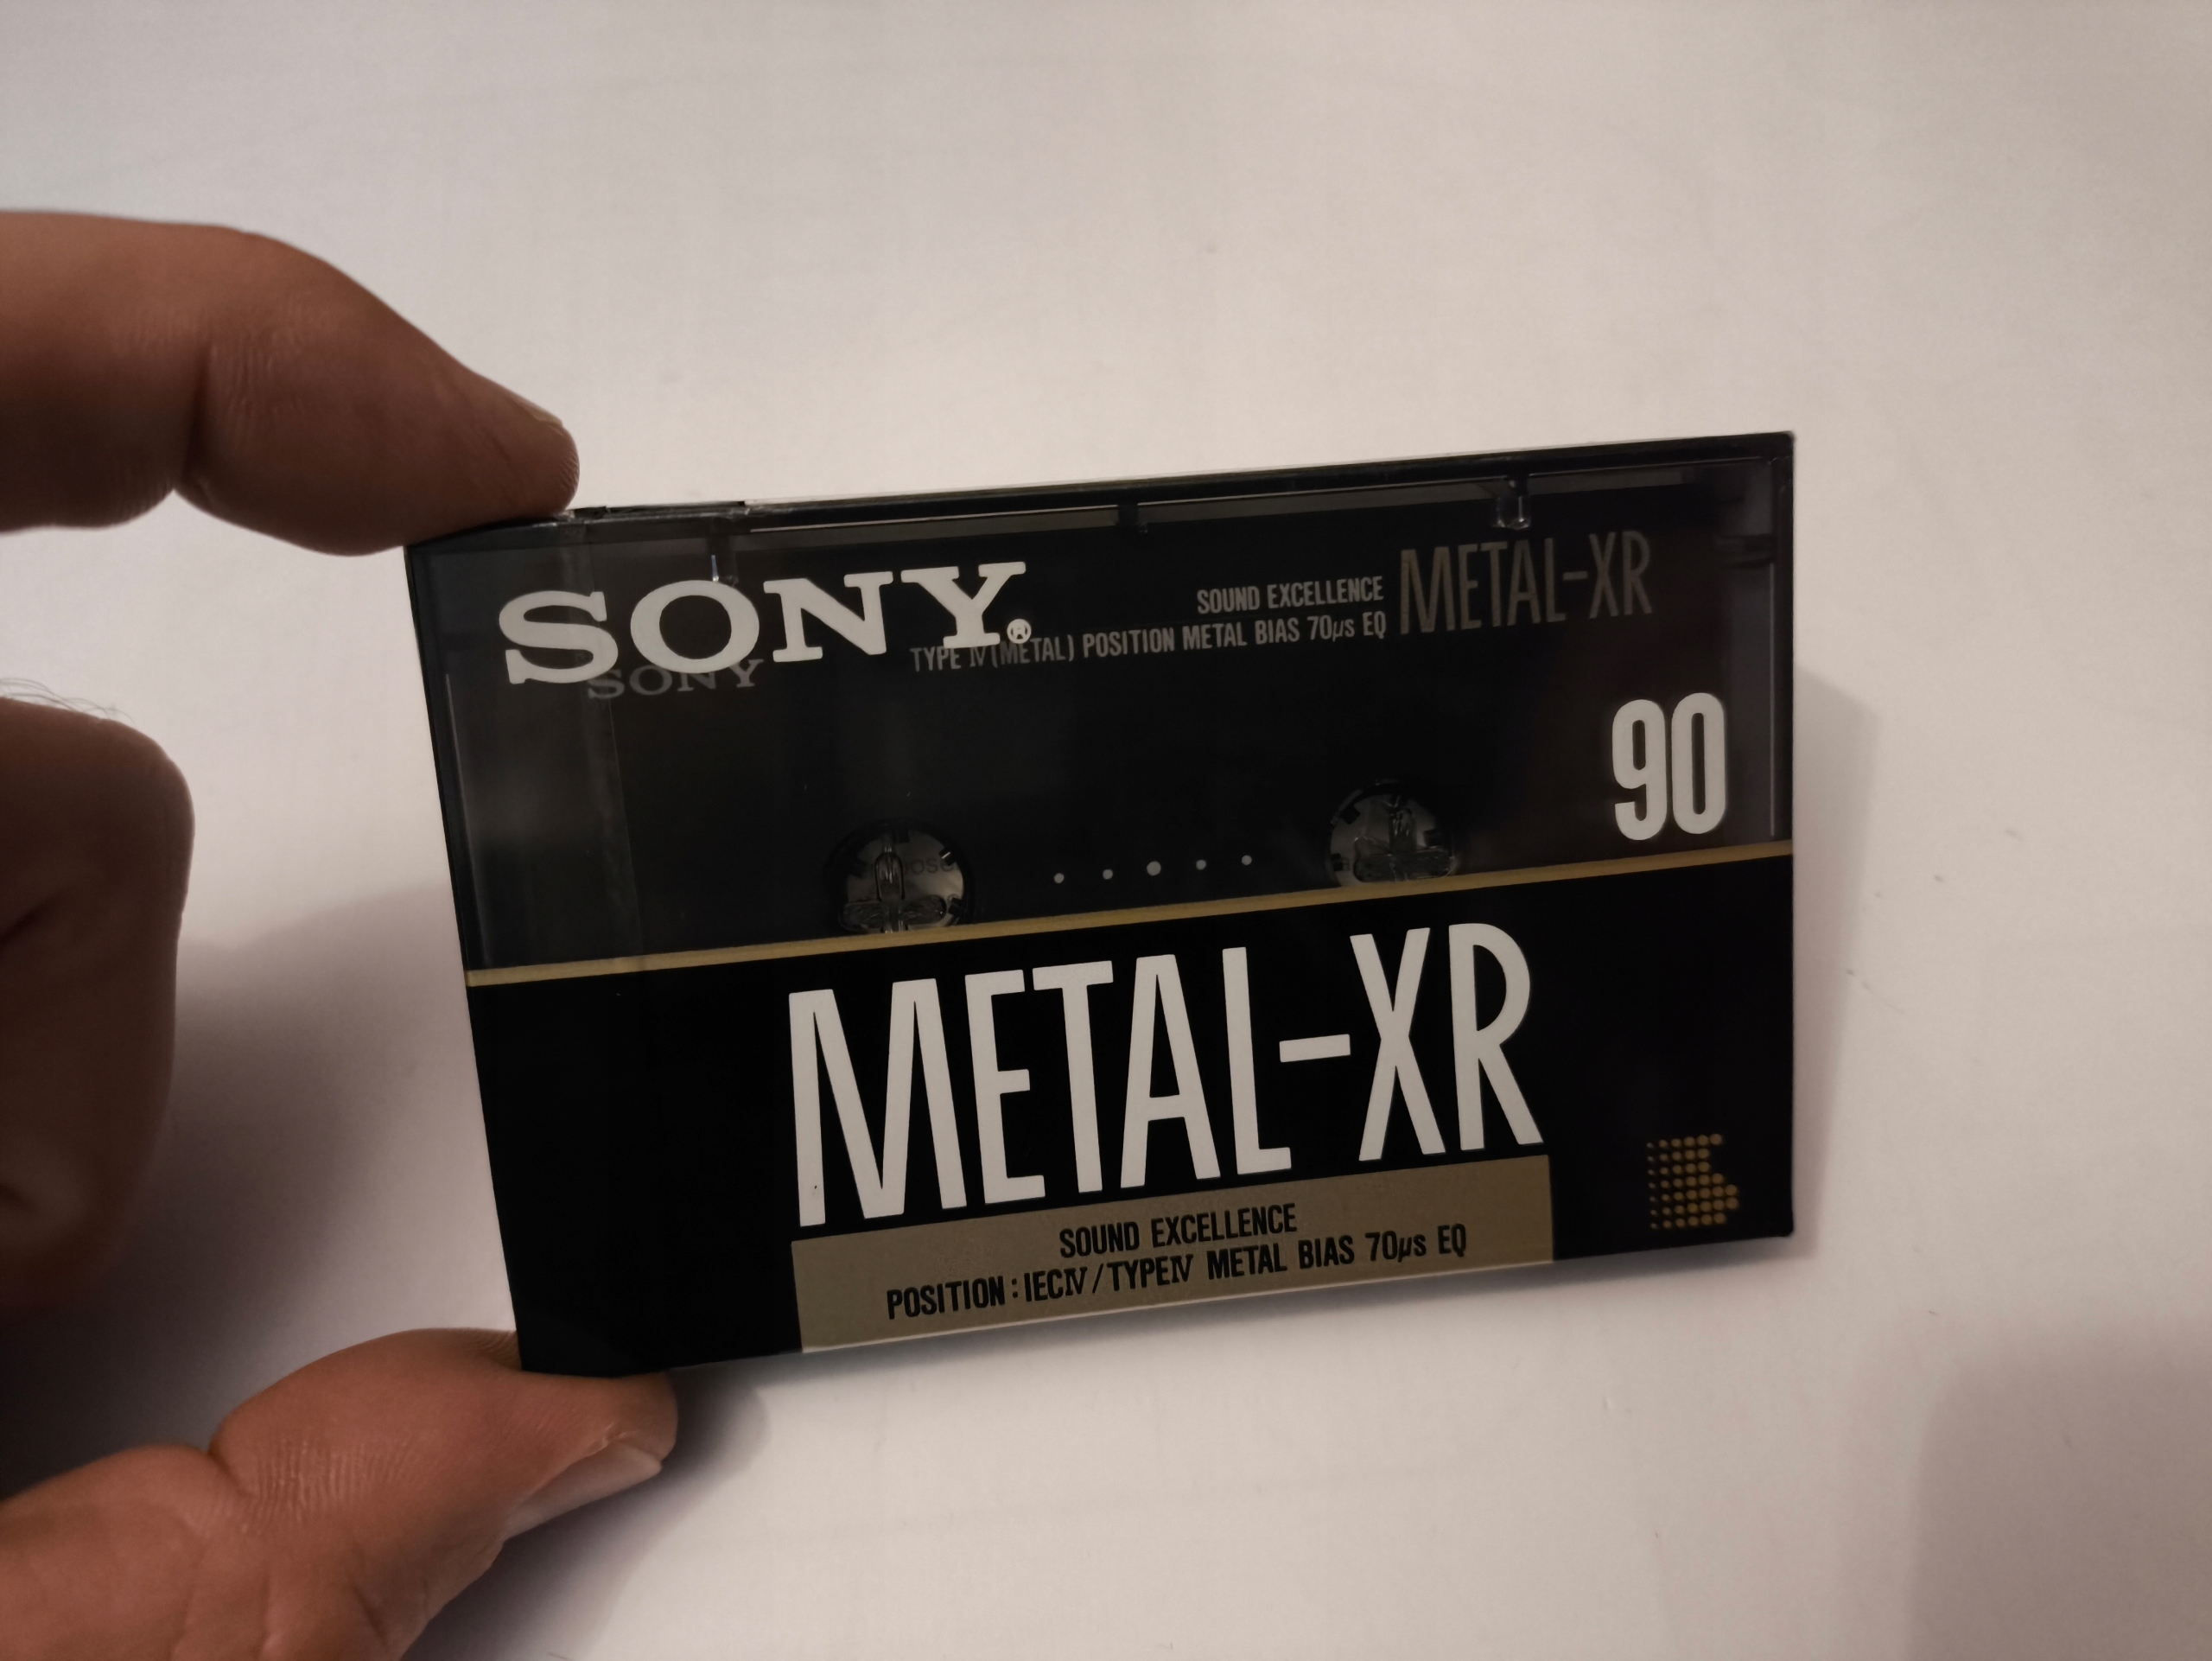 SONY®
SOUND EXCELLENCE METAL-XR
TYPE Ⅳ (METAL) POSITION METAL BIAS 70µs EQ
SONY
90
METAL-XR
SOUND EXCELLENCE
POSITION : IECⅣ/TYPEⅣ METAL BIAS 70µs EQ